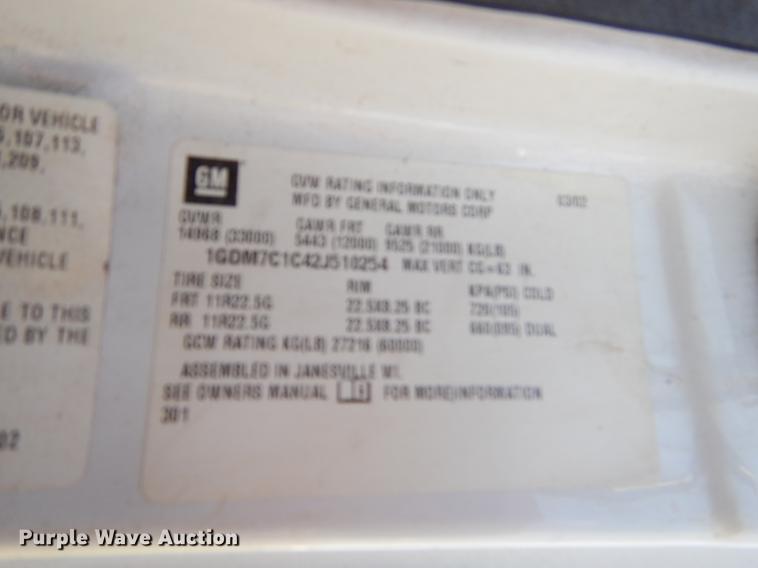 OR VEHICLE
,107,113,
,209,
,108,111,
NCE
VEHICLE
E TO THIS
ED BY THE
02
GM
GVW RATING INFORMATION ONLY 03/02
MFD BY GENERAL MOTORS CORP
GVWR GAWR FRT GAWR RR
14968 (33000) 5443 (12000) 9525 (21000) KG(LB)
1GDM7C1C42J510254 MAX VERT CG=63 IN.
TIRE SIZE RIM KPA(PSI) COLD
FRT 11R22.5G 22.5X8.25 BC 720(105)
RR 11R22.5G 22.5X8.25 BC 660(095) DUAL
GCW RATING KG(LB) 27216 (60000)
ASSEMBLED IN JANESVILLE WI.
SEE OWNERS MANUAL FOR MORE INFORMATION
301
Purple Wave Auction